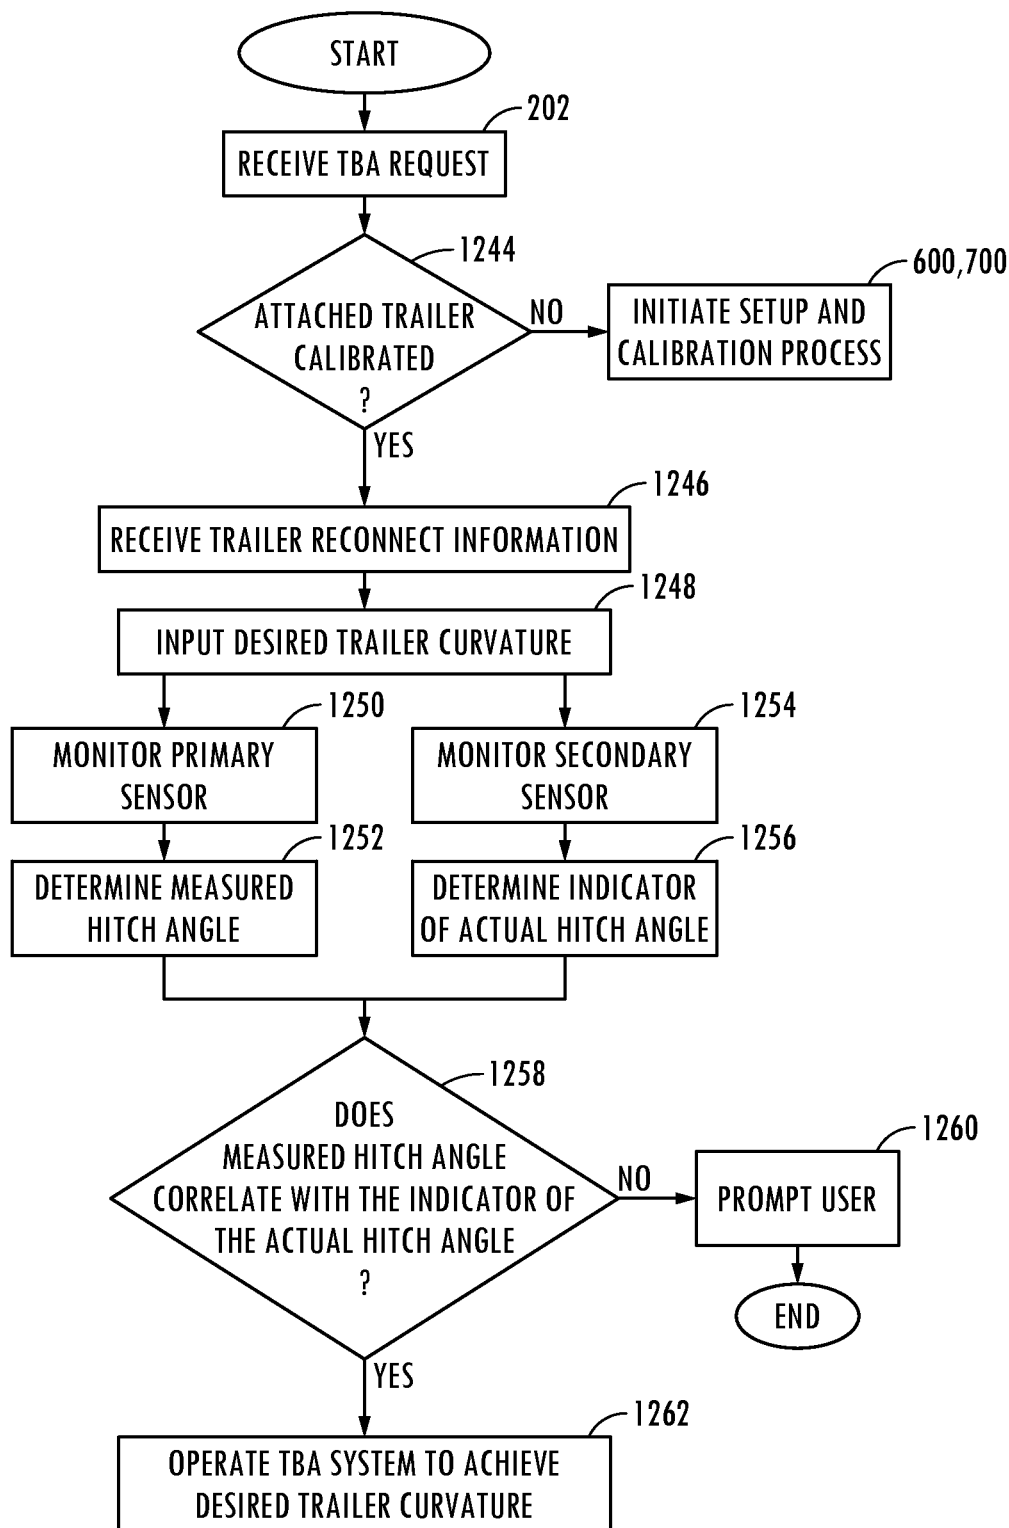 START
202
RECEIVE TBA REQUEST
1244
ATTACHED TRAILER
CALIBRATED
?
NO
600,700
INITIATE SETUP AND
CALIBRATION PROCESS
YES
1246
RECEIVE TRAILER RECONNECT INFORMATION
1248
INPUT DESIRED TRAILER CURVATURE
1250
MONITOR PRIMARY
SENSOR
1254
MONITOR SECONDARY
SENSOR
1252
DETERMINE MEASURED
HITCH ANGLE
1256
DETERMINE INDICATOR
OF ACTUAL HITCH ANGLE
1258
DOES
MEASURED HITCH ANGLE
CORRELATE WITH THE INDICATOR OF
THE ACTUAL HITCH ANGLE
?
NO
1260
PROMPT USER
END
YES
1262
OPERATE TBA SYSTEM TO ACHIEVE
DESIRED TRAILER CURVATURE